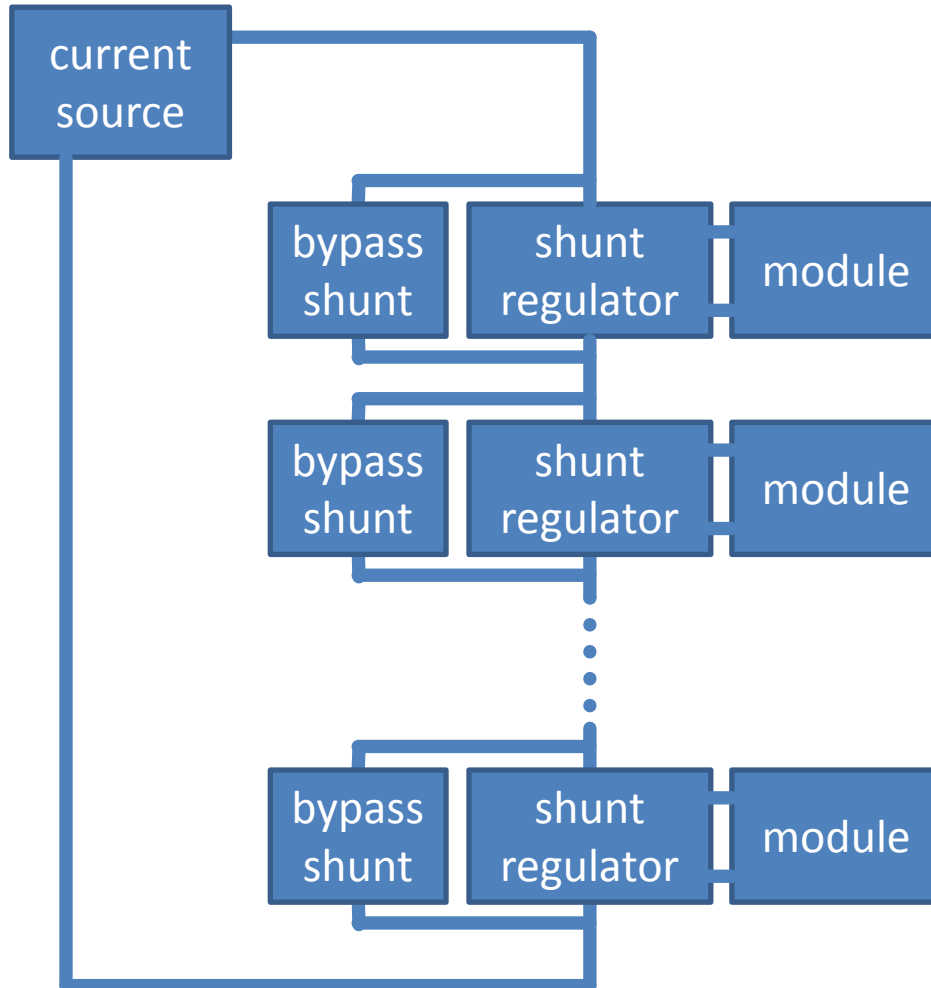 current
source
bypass
shunt
shunt
regulator
module
bypass
shunt
shunt
regulator
module
bypass
shunt
shunt
regulator
module